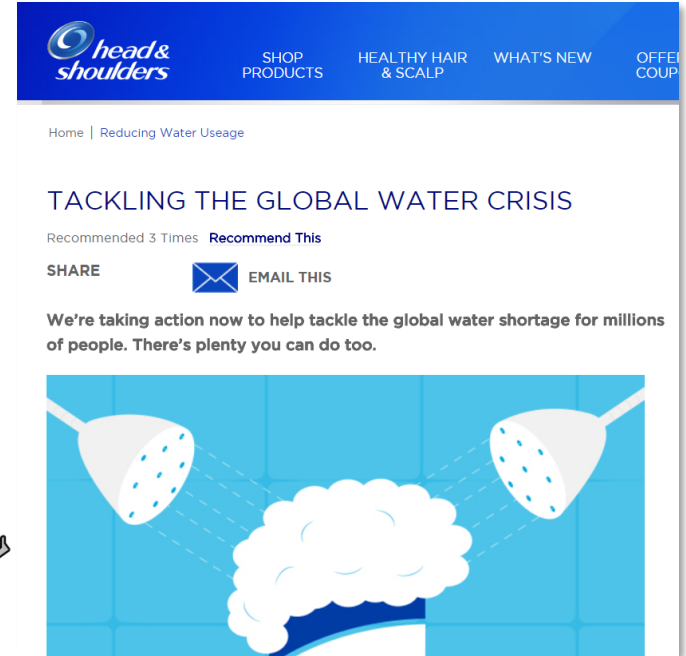 head&
shoulders
SHOP
PRODUCTS
HEALTHY HAIR
& SCALP
WHAT'S NEW
Home | Reducing Water Useage
TACKLING THE GLOBAL WATER CRISIS
Recommended 3 Times Recommend This
SHARE
EMAIL THIS
We're taking action now to help tackle the global water shortage for millions
of people. There's plenty you can do too.